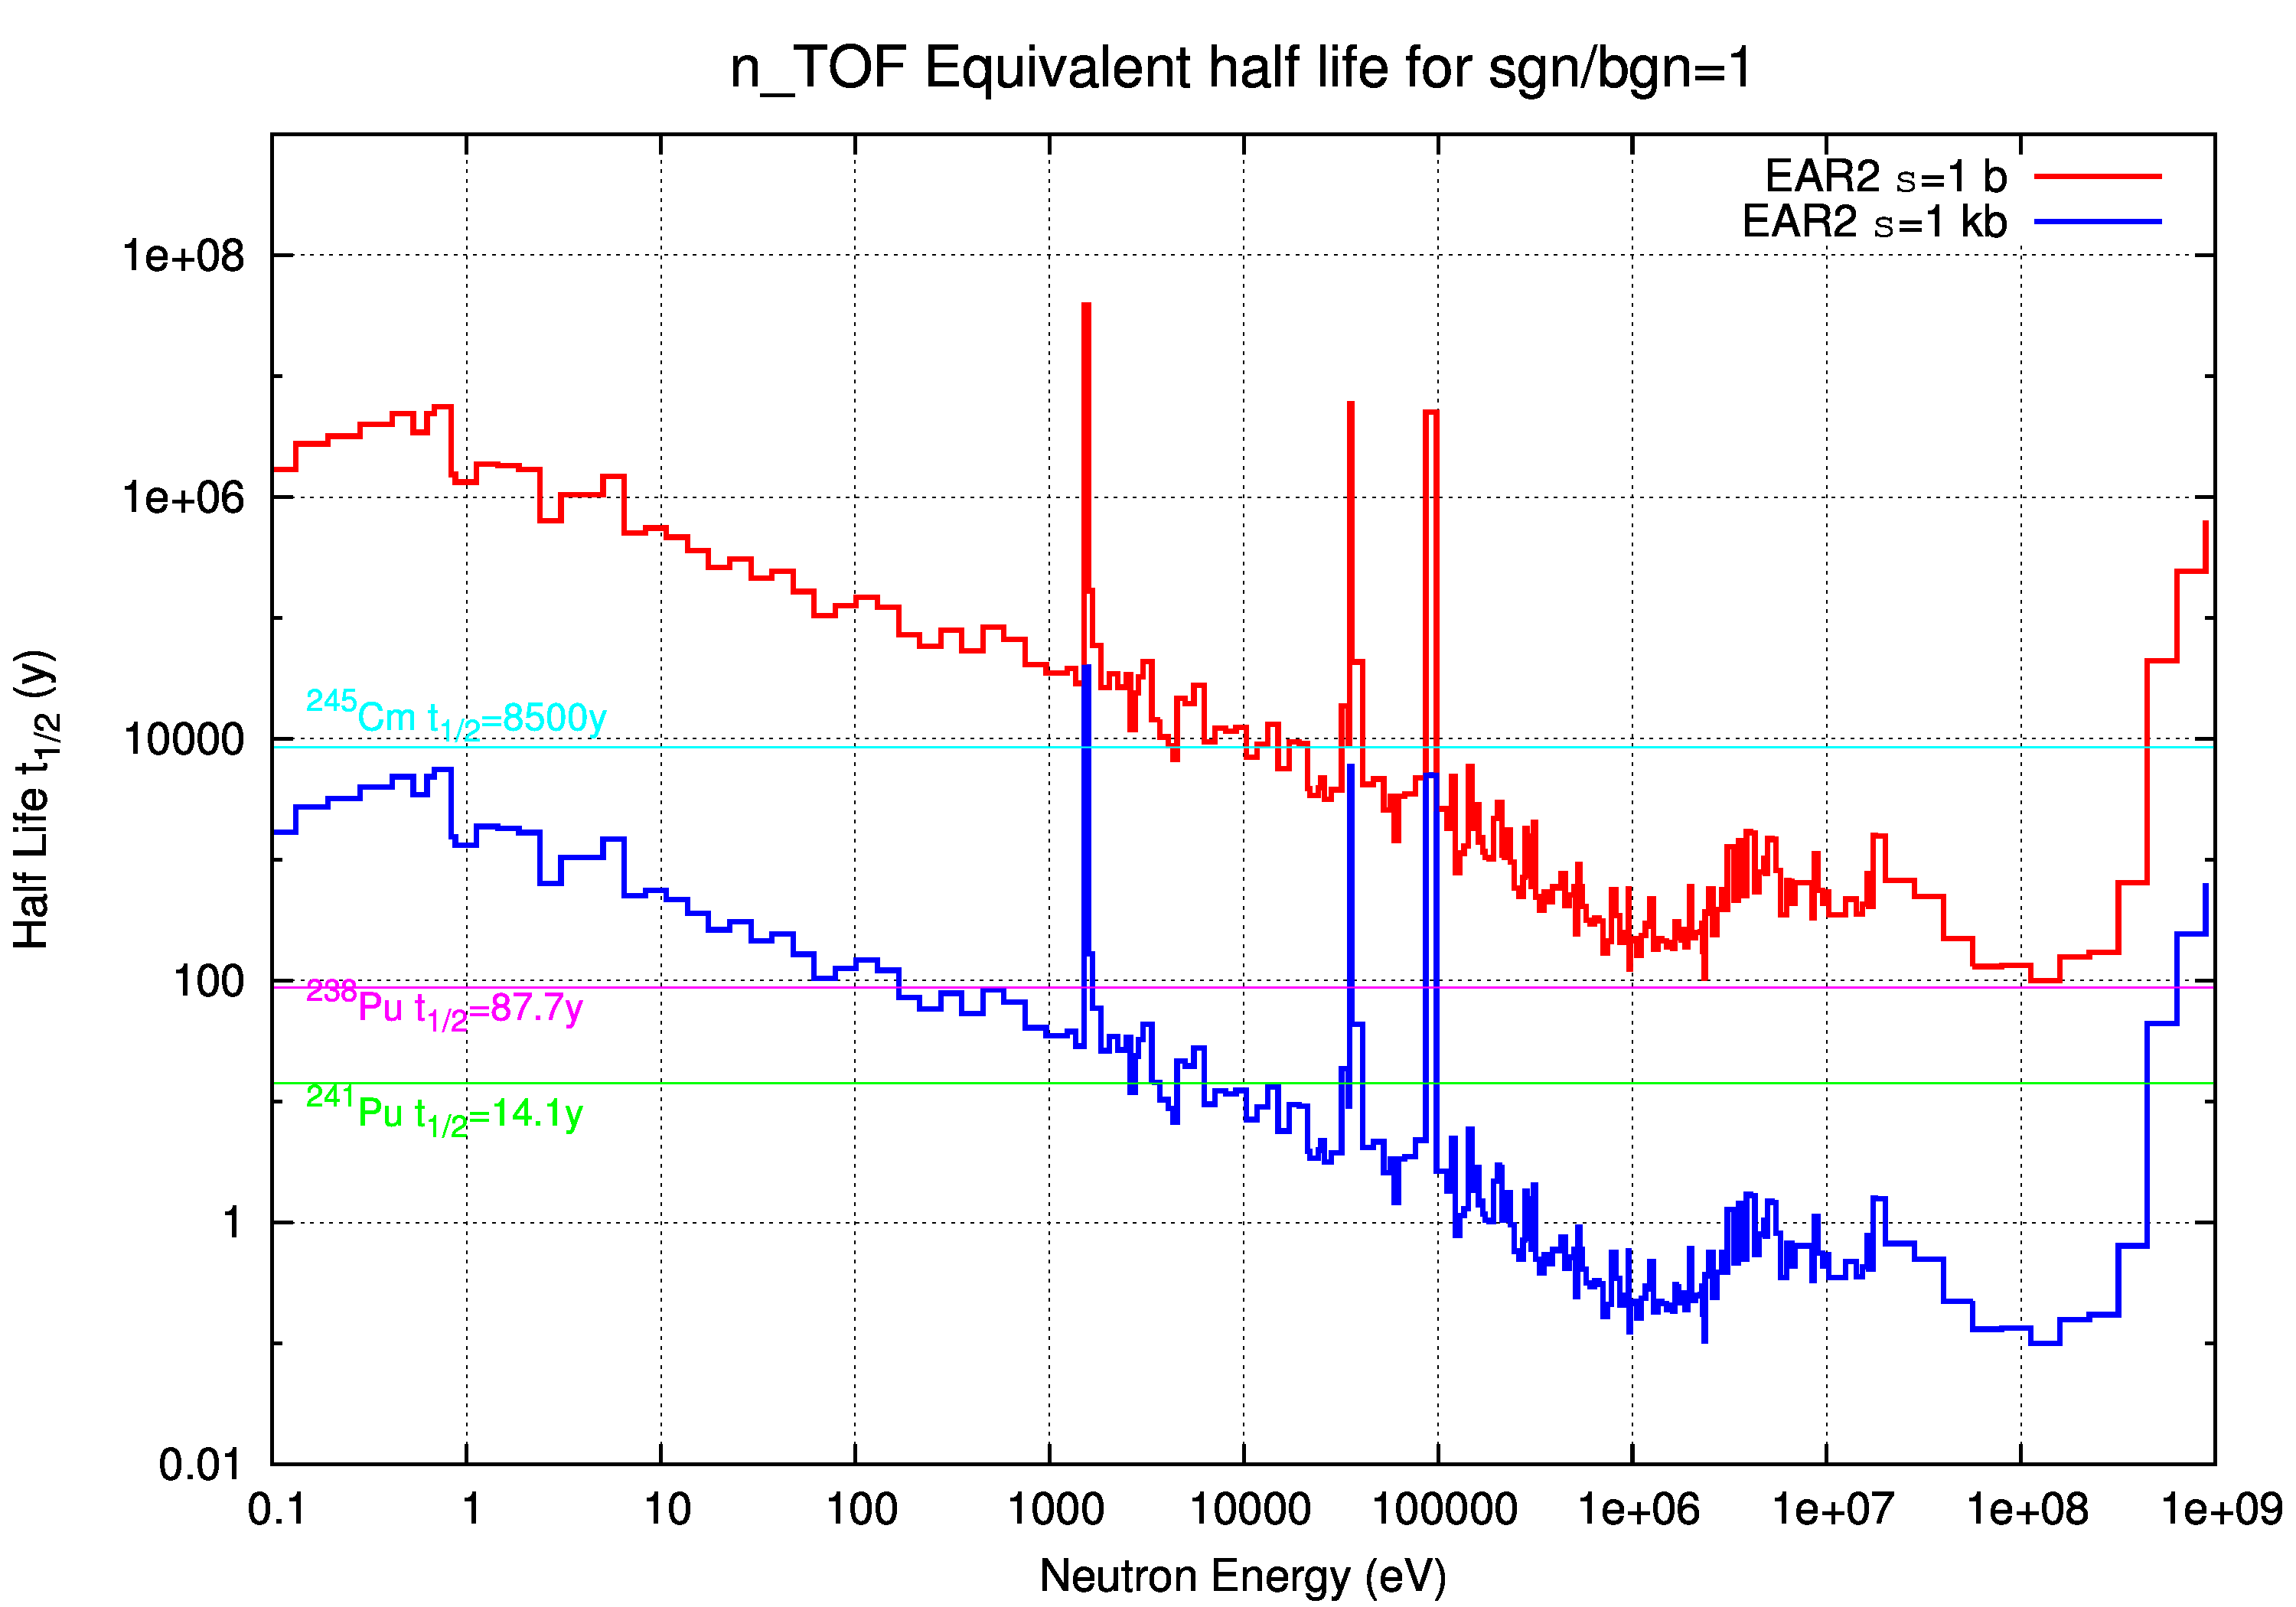 n_TOF Equivalent half life for sgn/bgn=1
EAR2 s=1 b
EAR2 s=1 kb
Half Life t1/2 (y)
1e+08
1e+06
10000
100
1
0.01
245Cm t1/2=8500y
238Pu t1/2=87.7y
241Pu t1/2=14.1y
0.1 1 10 100 1000 10000 100000 1e+06 1e+07 1e+08 1e+09
Neutron Energy (eV)